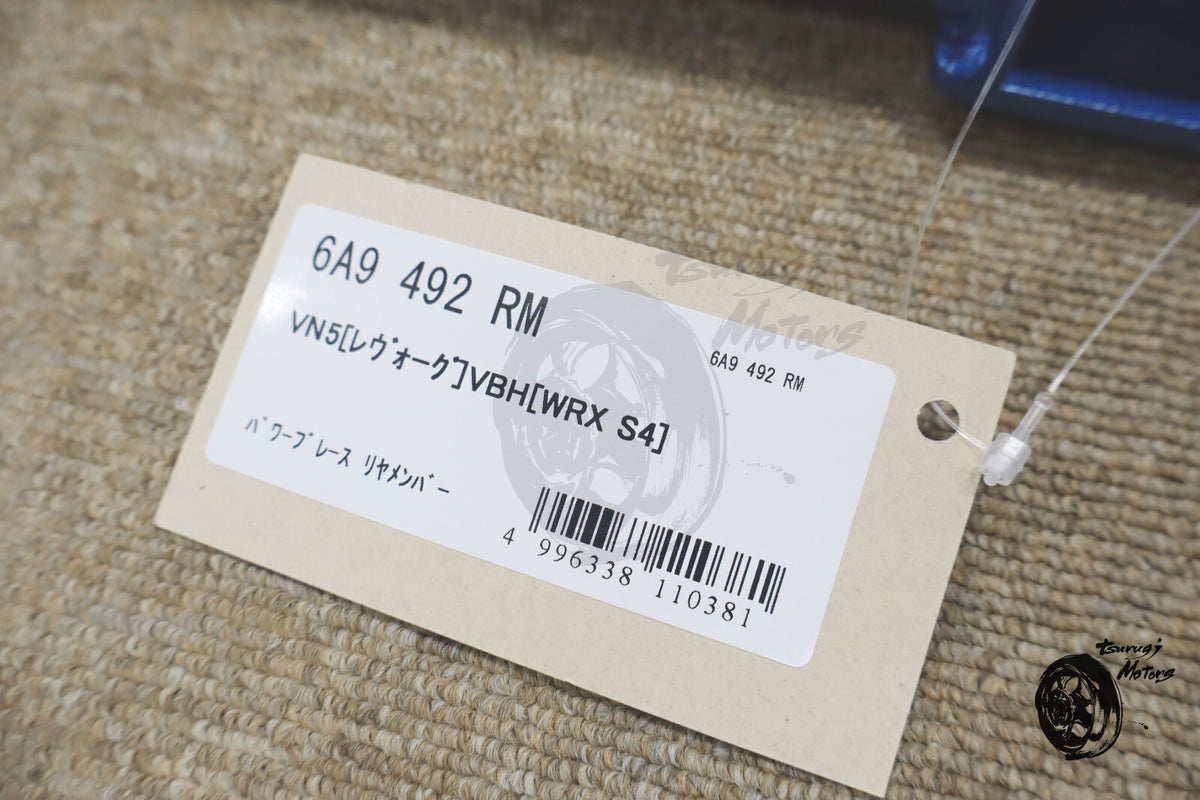 6A9 492 RM
6A9 492 RM
VN5[ﾚｳﾞｫｰｸﾞ]VBH[WRX S4]
ﾊﾟﾜｰﾌﾞﾚｰｽ ﾘﾔﾒﾝﾊﾞｰ
4 996338 110381
tsurugi
Motors
tsurugi
Motors